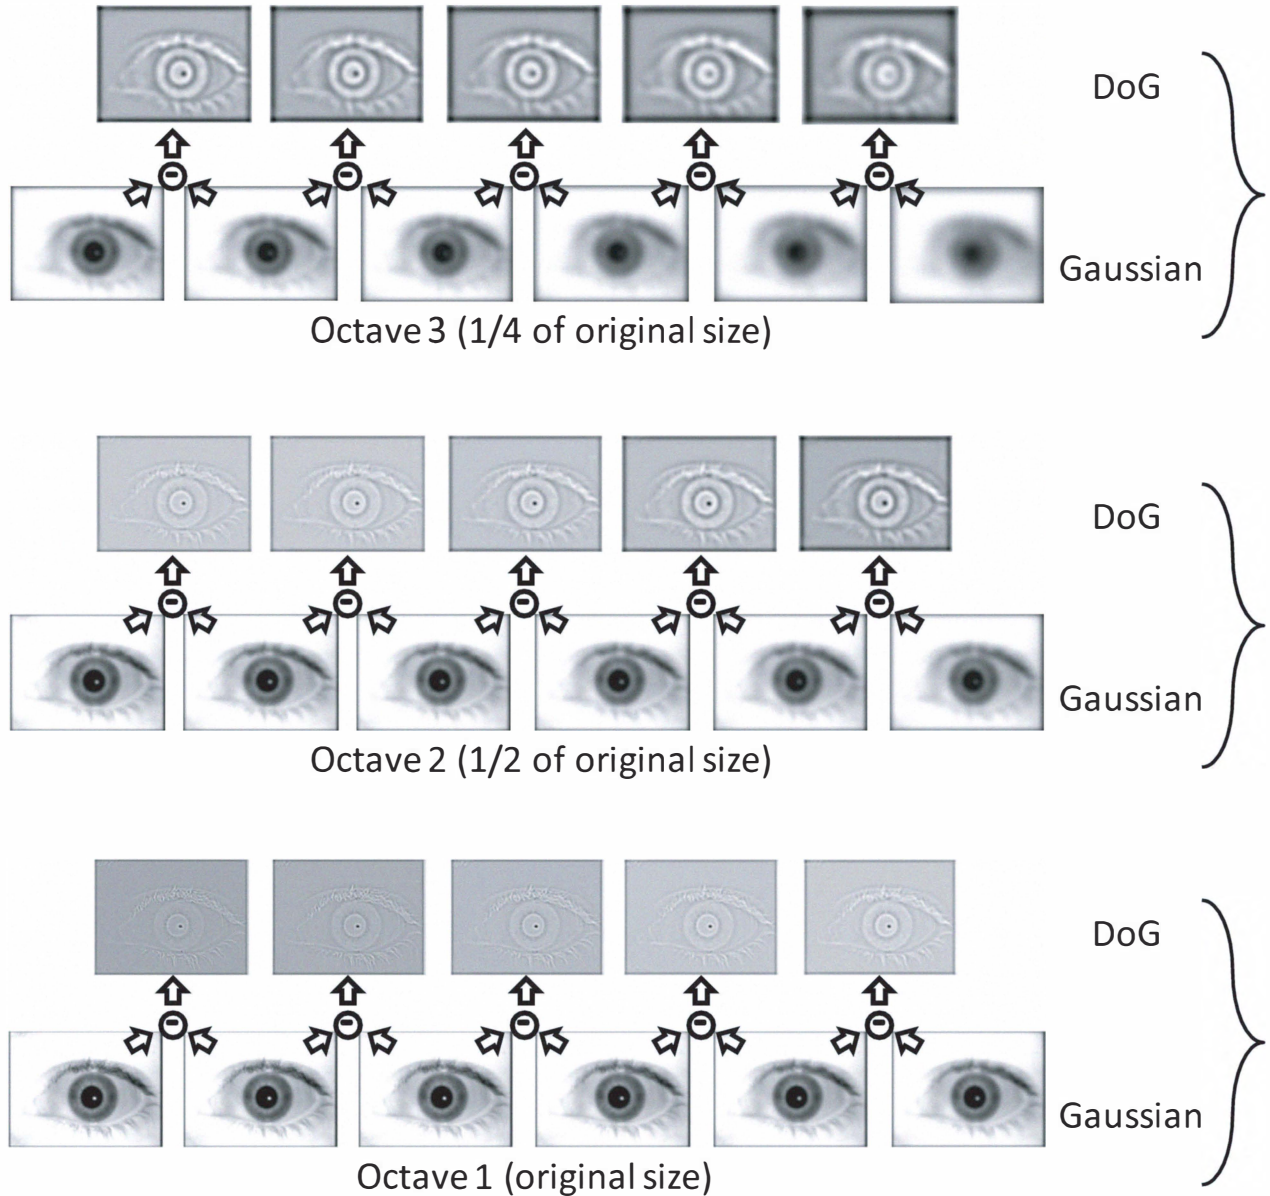 DoG
Gaussian
Octave 3 (1/4 of original size)
DoG
Gaussian
Octave 2 (1/2 of original size)
DoG
Gaussian
Octave 1 (original size)